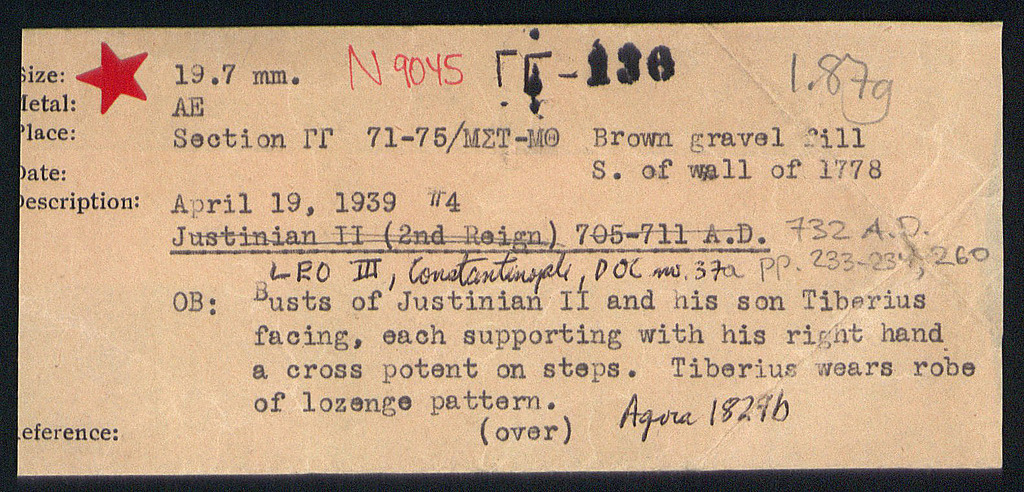 Size: 19.7 mm. N 9045 ΓΓ-136 1.87g
Metal: AE
Place: Section ΓΓ 71-75/ΜΣΤ-ΜΘ Brown gravel fill
Date: S. of wall of 1778
Description: April 19, 1939 #4
Justinian II (2nd Reign) 705-711 A.D. 732 A.D.
LEO III, Constantinople, DOC no. 37a pp. 233-234, 260
OB: Busts of Justinian II and his son Tiberius
facing, each supporting with his right hand
a cross potent on steps. Tiberius wears robe
of lozenge pattern. Agora 1829b
Reference: (over)